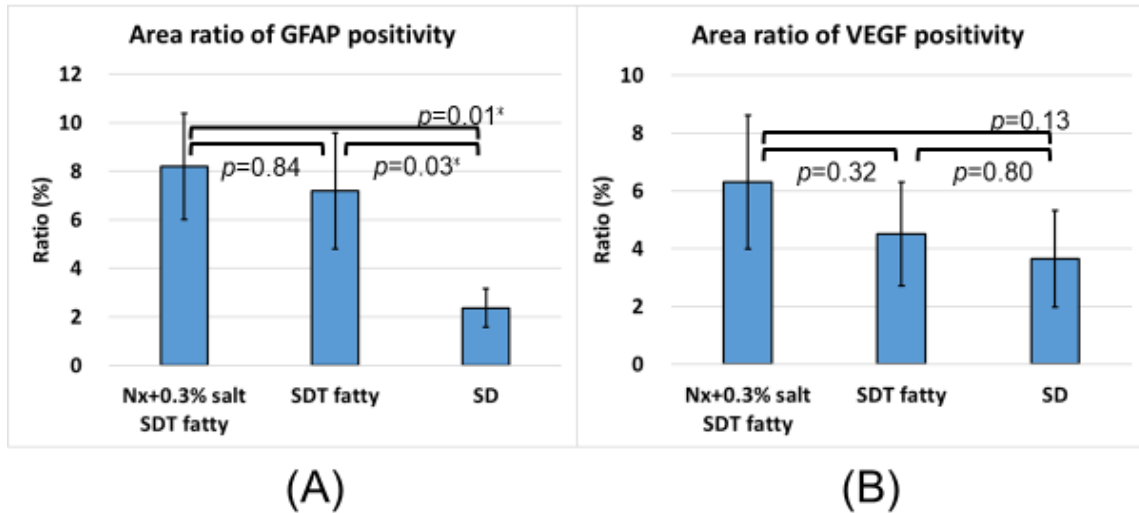 Area ratio of GFAP positivity
12
10
8
6
4
2
0
Ratio (%)
p=0.01*
p=0.84
p=0.03*
Nx+0.3% salt
SDT fatty
SDT fatty
SD
(A)
Area ratio of VEGF positivity
10
8
6
4
2
0
Ratio (%)
p=0.13
p=0.32
p=0.80
Nx+0.3% salt
SDT fatty
SDT fatty
SD
(B)